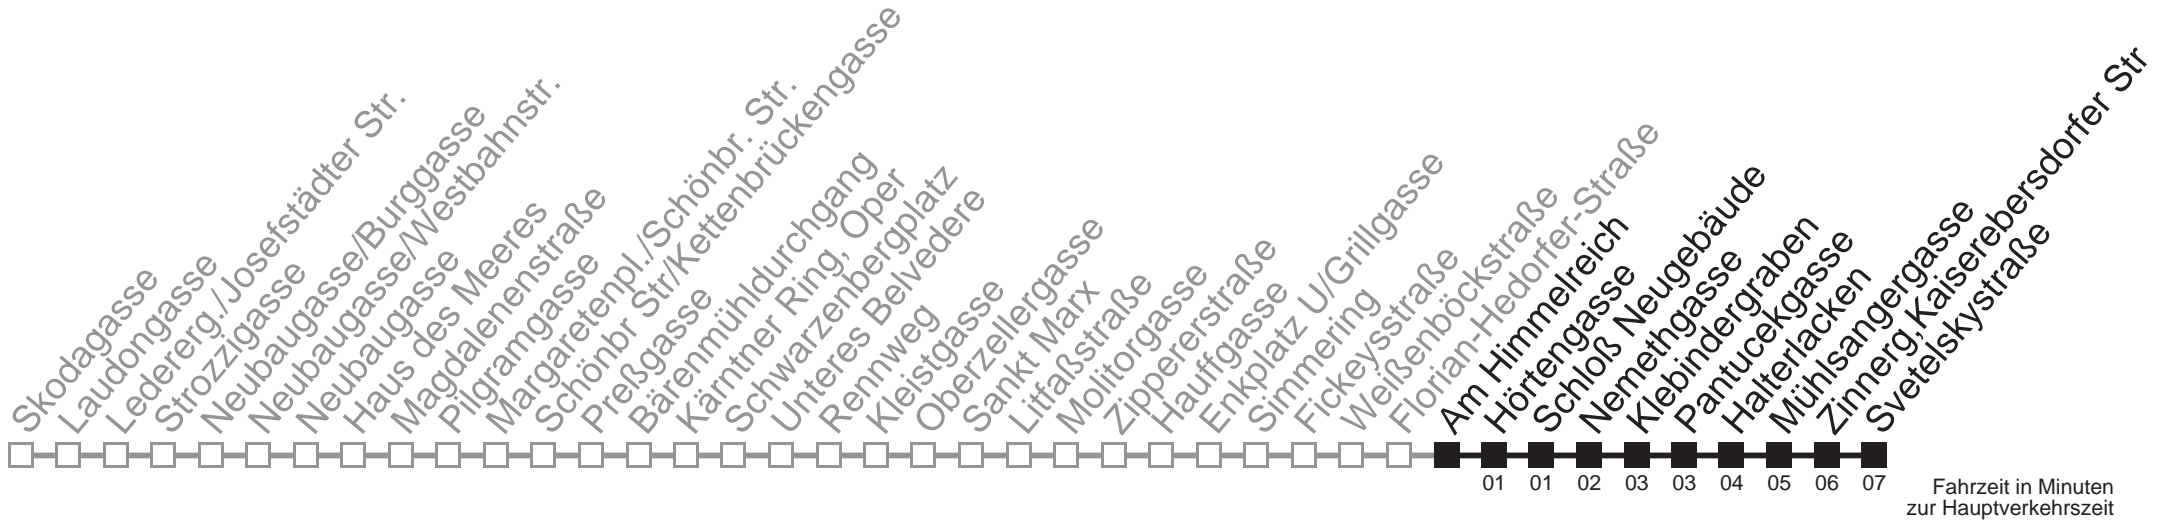 Skodagasse
Laudongasse
Ledererg./Josefstädter Str.
Strozzigasse
Neubaugasse/Burggasse
Neubaugasse/Westbahnstr.
Neubaugasse
Haus des Meeres
Magdalenenstraße
Pilgramgasse
Margaretenpl./Schönbr. Str.
Schönbr Str/Kettenbrückengasse
Preßgasse
Bärenmühldurchgang
Kärntner Ring, Oper
Schwarzenbergplatz
Unteres Belvedere
Rennweg
Kleistgasse
Oberzellergasse
Sankt Marx
Litfaßstraße
Molitorgasse
Zippererstraße
Hauffgasse
Enkplatz U/Grillgasse
Simmering
Fickeysstraße
Weißenböckstraße
Florian-Hedorfer-Straße
Am Himmelreich
Hörtengasse
Schloß Neugebäude
Nemethgasse
Klebindergraben
Pantucekgasse
Halterlacken
Mühlsangergasse
Zinnerg,Kaiserebersdorfer Str
Svetelskystraße
01 01 02 03 03 04 05 06 07
Fahrzeit in Minuten
zur Hauptverkehrszeit